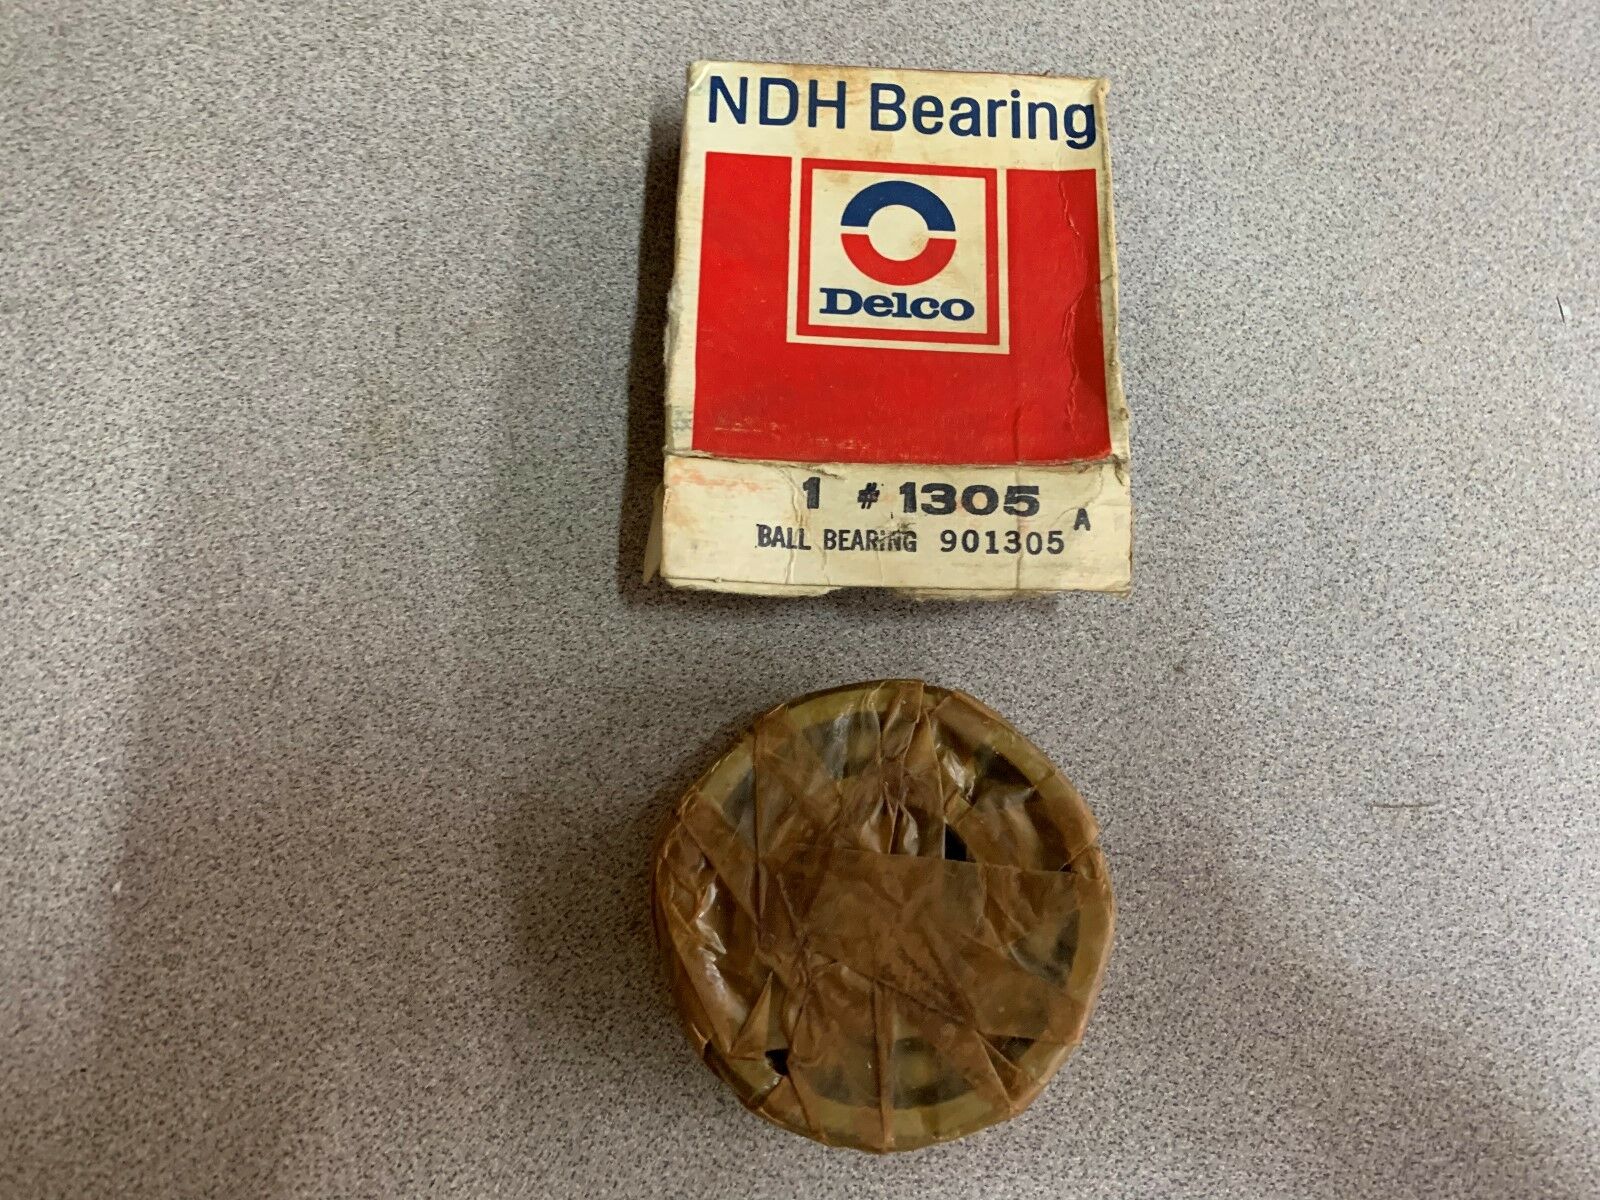 NDH Bearing
Delco
1 # 1305
A
BALL BEARING 901305